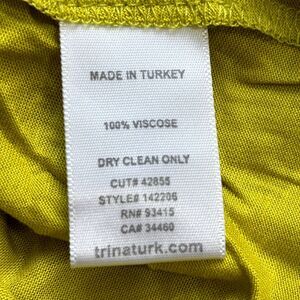 MADE IN TURKEY
100% VISCOSE
DRY CLEAN ONLY
CUT# 42855
STYLE# 142206
RN# 93415
CA# 34460
trinaturk.com